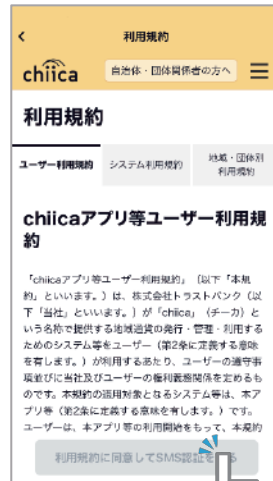 利用規約
chiica
自治体・団体関係者の方へ
利用規約
ユーザー利用規約
システム利用規約
地域・団体別
利用規約
chiicaアプリ等ユーザー利用規
約
「chiicaアプリ等ユーザー利用規約」（以下「本規
約」といいます。）は、株式会社トラストバンク（以
下「当社」といいます。）が「chiica」（チーカ）と
いう名称で提供する地域通貨の発行・管理・利用する
ためのシステム等をユーザー（第2条に定義する意味
を有します。）が利用するあたり、ユーザーの遵守事
項並びに当社及びユーザーの権利義務関係を定めるも
のです。本規約の適用対象となるシステム等は、本ア
プリ等（第2条に定義する意味を有します。）です。
ユーザーは、本アプリ等の利用開始をもって、本規約
利用規約に同意してSMS認証を る